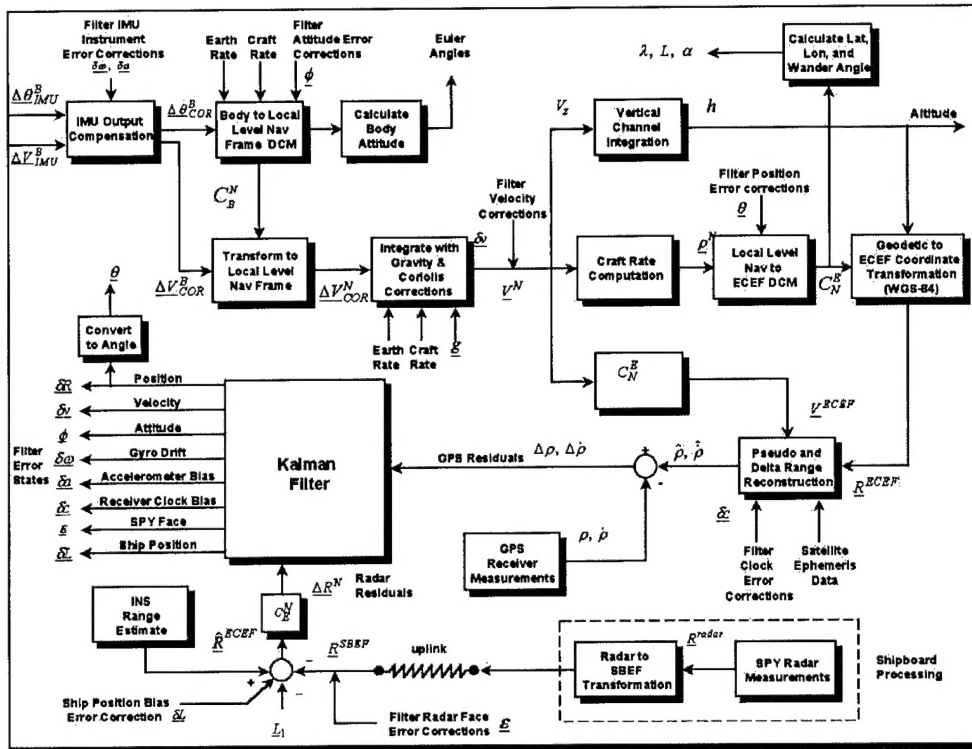 Filter IMU
Instrument
Error Corrections
δω, δa
Δθ^B_IMU
ΔV^B_IMU
IMU Output
Compensation
Δθ^B_COR
Earth
Rate
Craft
Rate
Filter
Attitude Error
Corrections
ϕ
Body to Local
Level Nav
Frame DCM
Calculate
Body
Attitude
Euler
Angles
C^N_B
ΔV^B_COR
Transform to
Local Level
Nav Frame
ΔV^N_COR
Integrate with
Gravity &
Coriolis
Corrections
Earth
Rate
Craft
Rate
g
Filter
Velocity
Corrections
δv
V^N
V_z
Vertical
Channel
Integration
h
Altitude
λ, L, α
Calculate Lat,
Lon, and
Wander Angle
Craft Rate
Computation
ρ^N
Filter Position
Error corrections
θ
Local Level
Nav to
ECEF DCM
C^E_N
Geodetic to
ECEF Coordinate
Transformation
(WGS-84)
C^E_N
V^ECEF
R^ECEF
Pseudo and
Delta Range
Reconstruction
δc
Filter
Clock
Error
Corrections
Satellite
Ephemeris
Data
ρ̂, ρ̇̂
+
-
Δρ, Δρ̇
GPS Residuals
ρ, ρ̇
GPS
Receiver
Measurements
θ
Convert
to Angle
Filter
Error
States
δR
Position
δv
Velocity
ϕ
Attitude
δω
Gyro Drift
δa
Accelerometer Bias
δc
Receiver Clock Bias
ε
SPY Face
δL
Ship Position
Kalman
Filter
ΔR^N
Radar
Residuals
C^N_E
INS
Range
Estimate
R̂^ECEF
+
-
-
Ship Position Bias
Error Correction δL
L_1
R^SBEF
uplink
Filter Radar Face
Error Corrections ε
Radar to
SBEF
Transformation
R^radar
SPY Radar
Measurements
Shipboard
Processing